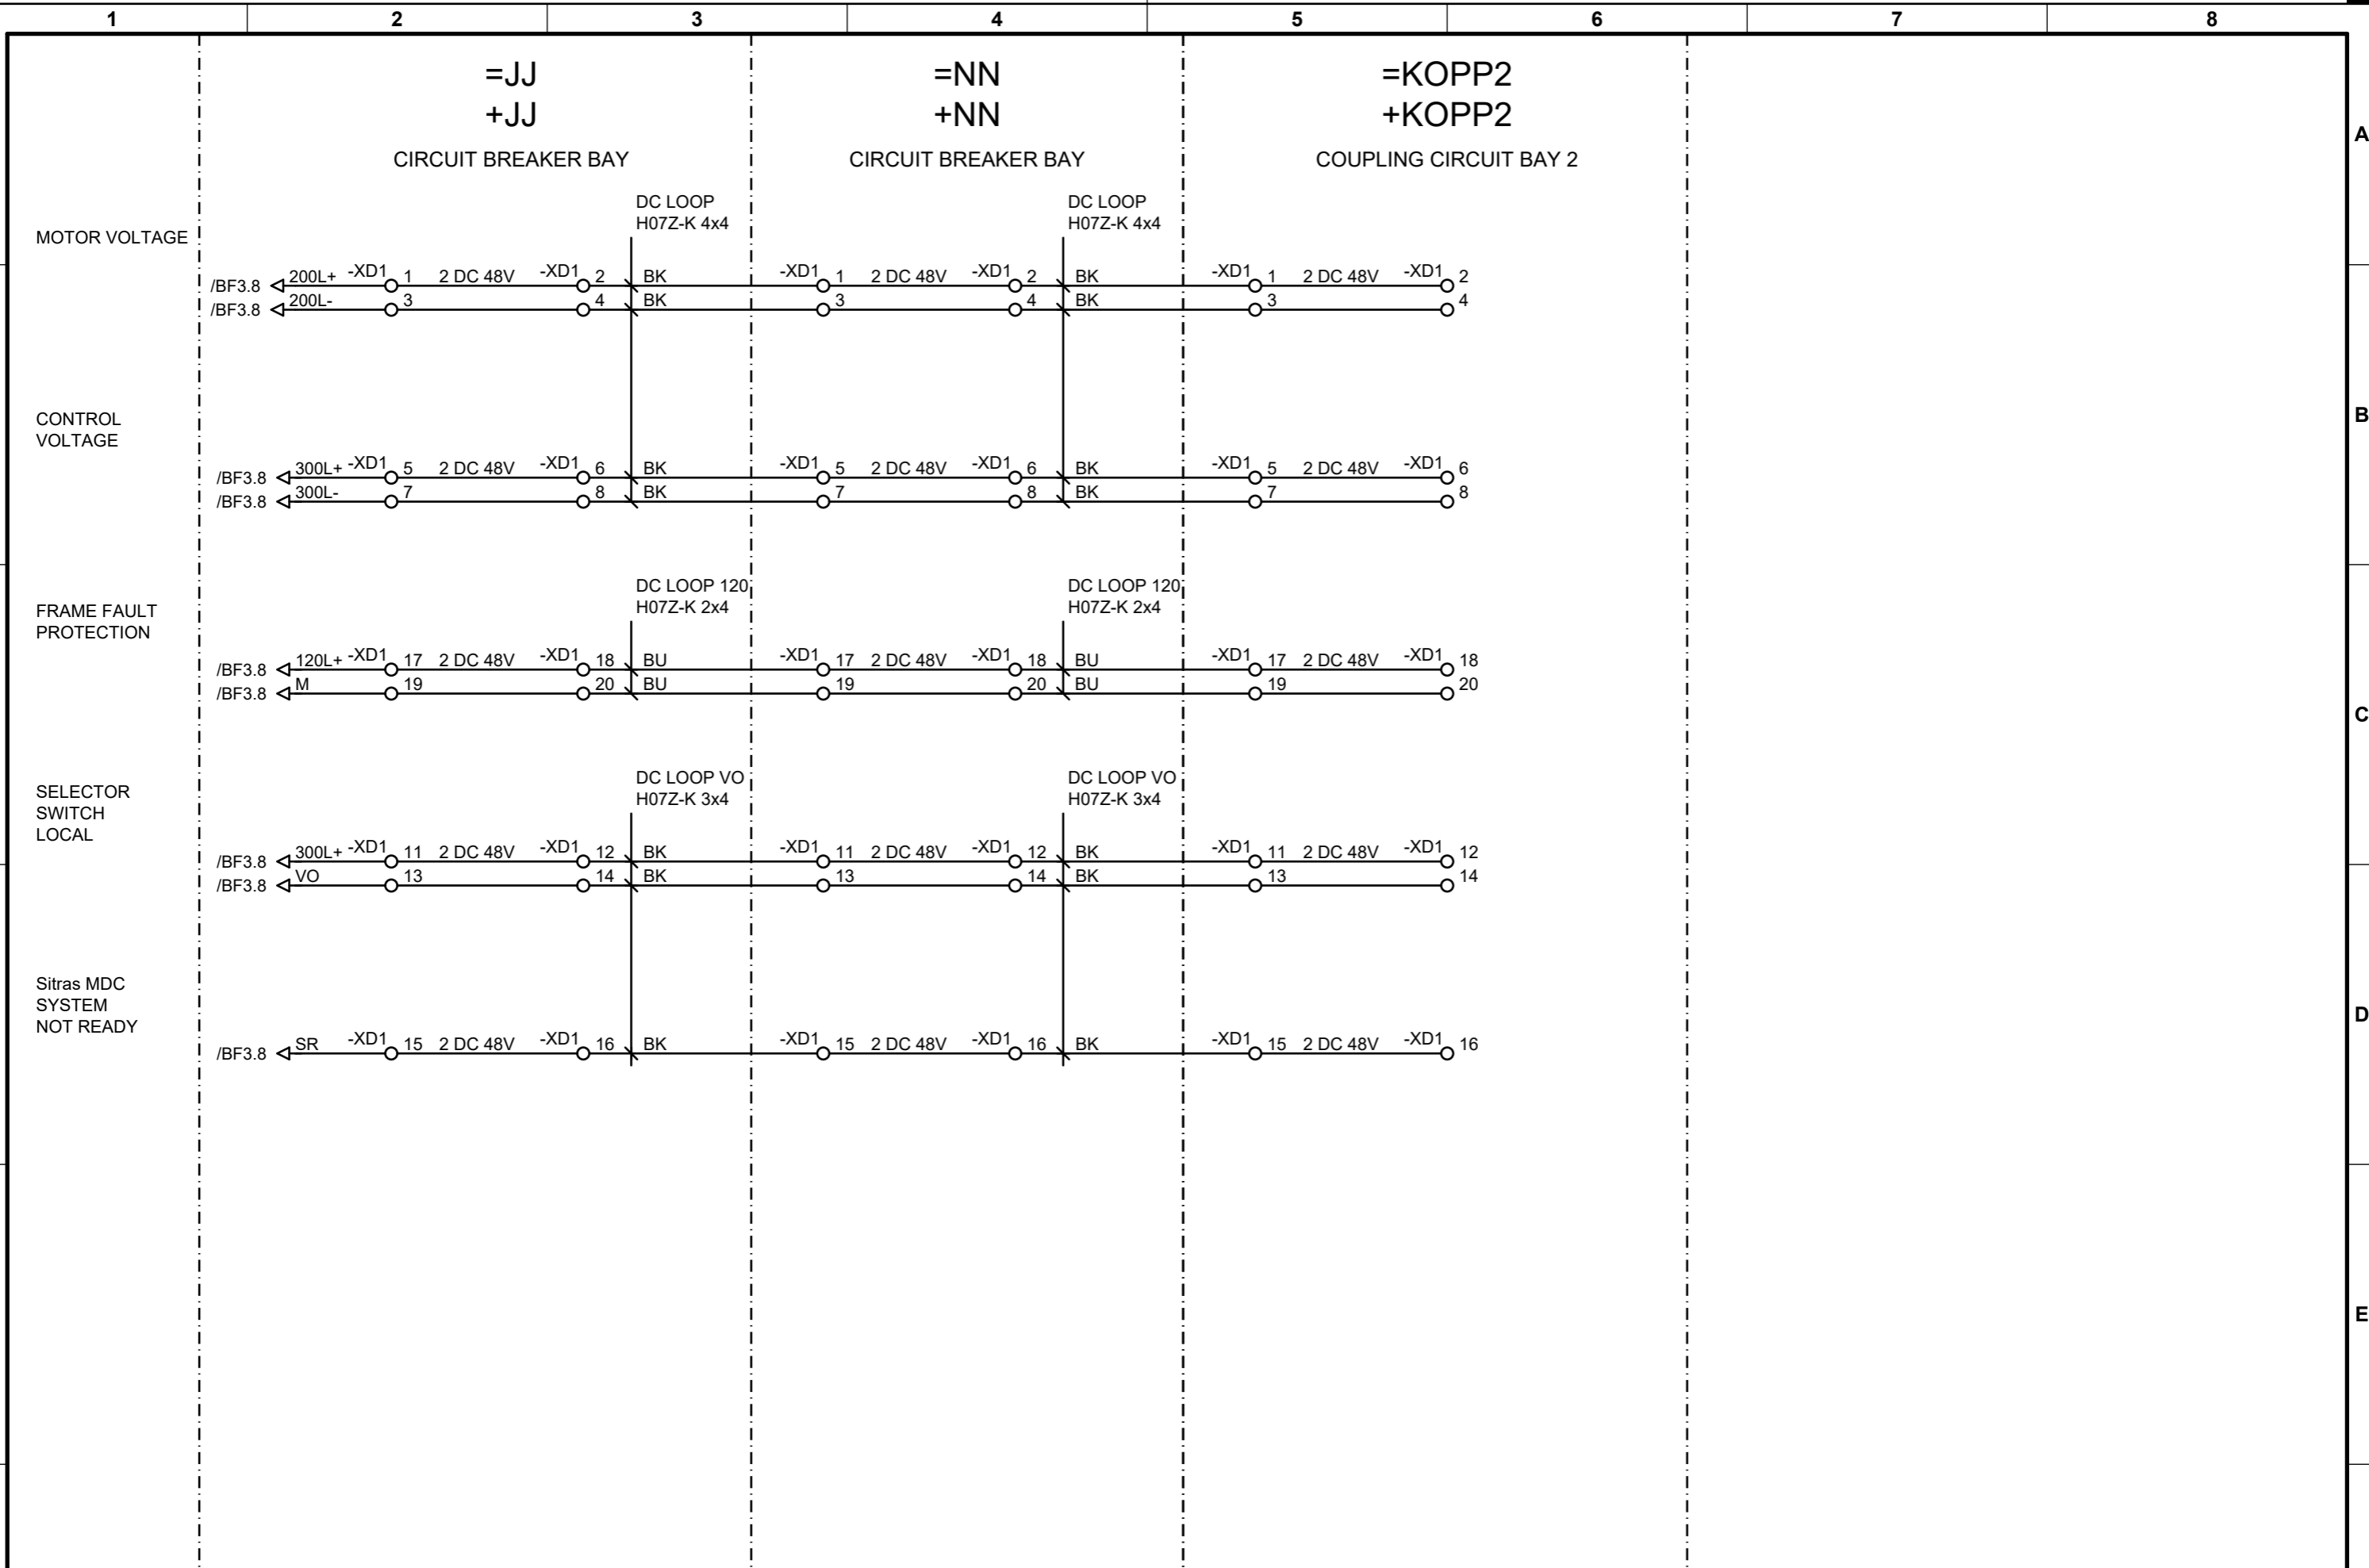 1 2 3 4 5 6 7 8
=JJ =NN =KOPP2
+JJ +NN +KOPP2
A
CIRCUIT BREAKER BAY CIRCUIT BREAKER BAY COUPLING CIRCUIT BAY 2
DC LOOP DC LOOP
H07Z-K 4x4 H07Z-K 4x4
MOTOR VOLTAGE
/BF3.8 200L+ -XD1 1 2 DC 48V -XD1 2 BK -XD1 1 2 DC 48V -XD1 2 BK -XD1 1 2 DC 48V -XD1 2
/BF3.8 200L- 3 4 BK 3 4 BK 3 4
B
CONTROL
VOLTAGE
/BF3.8 300L+ -XD1 5 2 DC 48V -XD1 6 BK -XD1 5 2 DC 48V -XD1 6 BK -XD1 5 2 DC 48V -XD1 6
/BF3.8 300L- 7 8 BK 7 8 BK 7 8
DC LOOP 120 DC LOOP 120
H07Z-K 2x4 H07Z-K 2x4
FRAME FAULT
PROTECTION
/BF3.8 120L+ -XD1 17 2 DC 48V -XD1 18 BU -XD1 17 2 DC 48V -XD1 18 BU -XD1 17 2 DC 48V -XD1 18
/BF3.8 M 19 20 BU 19 20 BU 19 20
C
DC LOOP VO DC LOOP VO
H07Z-K 3x4 H07Z-K 3x4
SELECTOR
SWITCH
LOCAL
/BF3.8 300L+ -XD1 11 2 DC 48V -XD1 12 BK -XD1 11 2 DC 48V -XD1 12 BK -XD1 11 2 DC 48V -XD1 12
/BF3.8 VO 13 14 BK 13 14 BK 13 14
Sitras MDC
SYSTEM
NOT READY
D
/BF3.8 SR -XD1 15 2 DC 48V -XD1 16 BK -XD1 15 2 DC 48V -XD1 16 BK -XD1 15 2 DC 48V -XD1 16
E